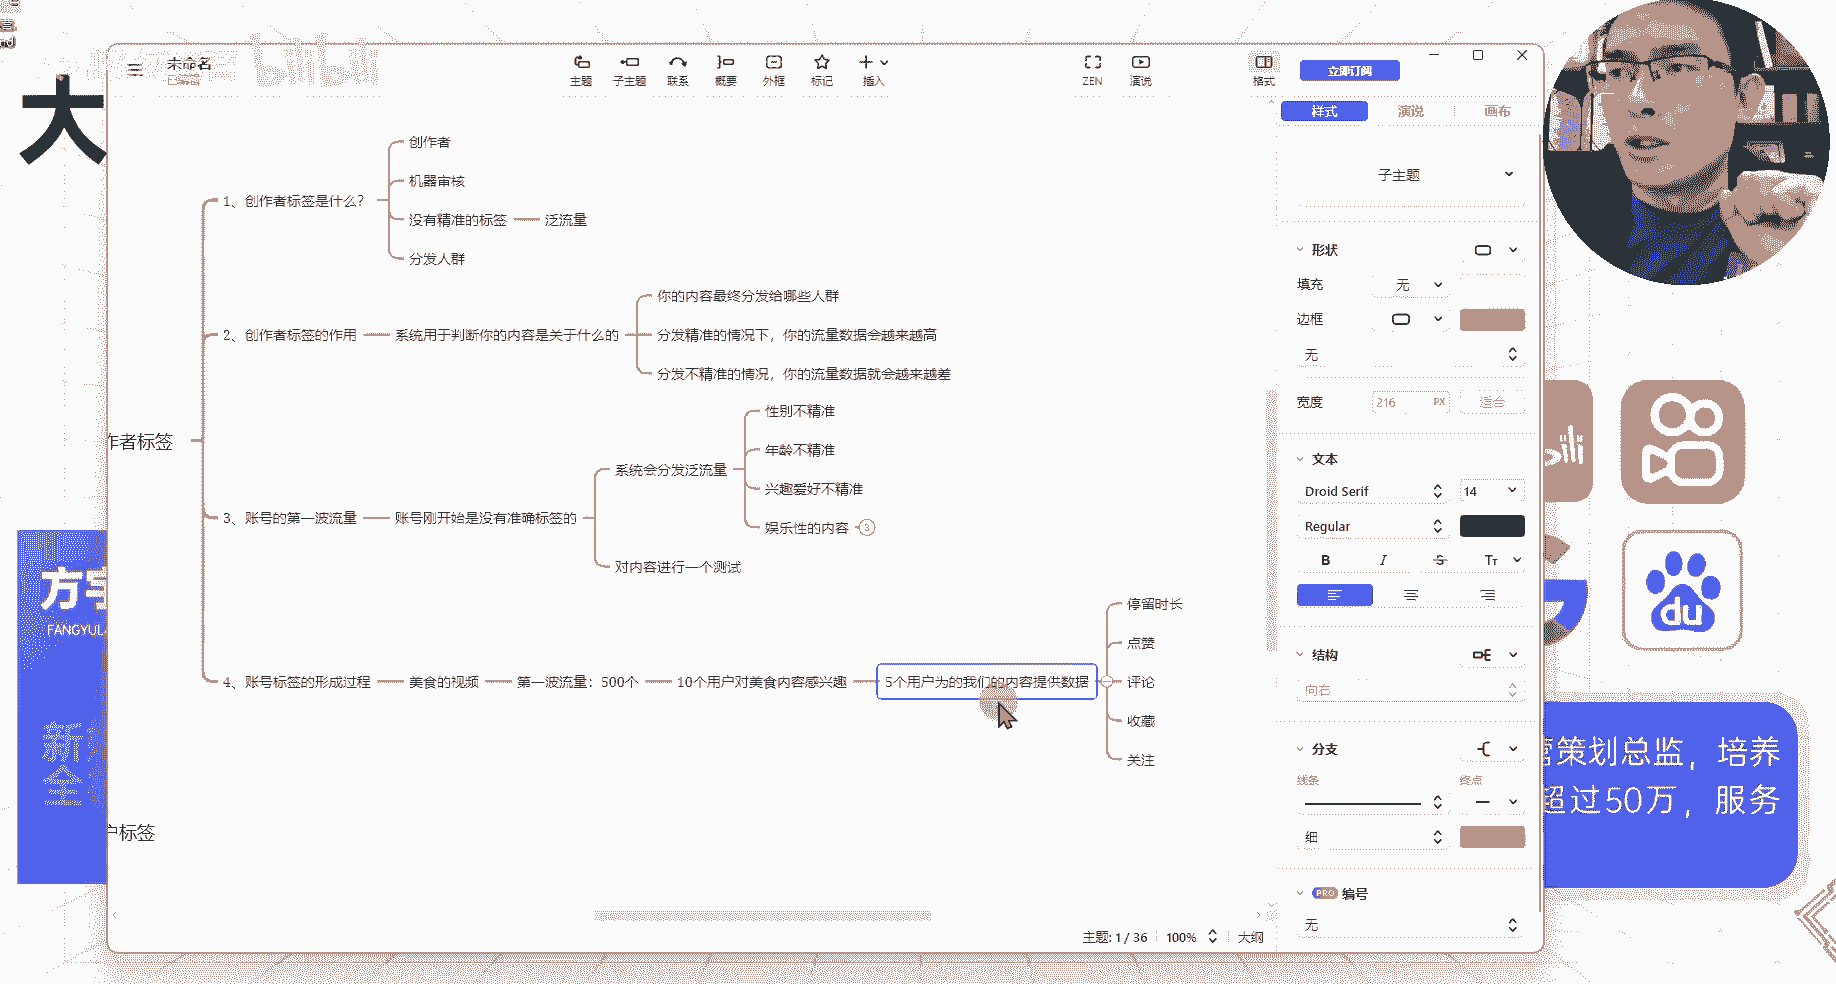 大
bilibili
未命名
已编辑
主题
子主题
联系
概要
外框
标记
插入
ZEN
演说
格式
立即订阅
样式
演说
画布
创作者
机器审核
1、创作者标签是什么？
没有精准的标签
泛流量
分发人群
你的内容最终分发给哪些人群
2、创作者标签的作用
系统用于判断你的内容是关于什么的
分发精准的情况下，你的流量数据会越来越高
分发不精准的情况，你的流量数据就会越来越差
性别不精准
年龄不精准
系统会分发泛流量
兴趣爱好不精准
娱乐性的内容
3
作者标签
3、账号的第一波流量
账号刚开始是没有准确标签的
对内容进行一个测试
停留时长
点赞
4、账号标签的形成过程
美食的视频
第一波流量：500个
10个用户对美食内容感兴趣
5个用户为的我们的内容提供数据
评论
收藏
关注
户标签
子主题
形状
填充
无
边框
无
宽度
216
PX
适合
文本
Droid Serif
14
Regular
B
I
S
Tт
结构
向右
分支
线条
终点
细
PRO
编号
无
主题: 1 / 36
100%
大纲
方宇
FANGYUL
新
全
du
营策划总监，培养
超过50万，服务